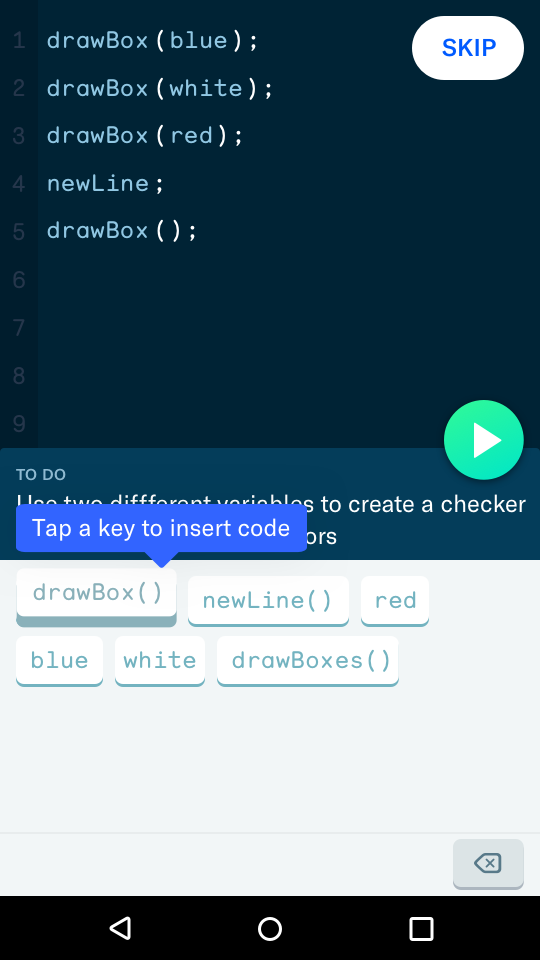 1 drawBox(blue);
SKIP
2 drawBox(white);
3 drawBox(red);
4 newLine;
5 drawBox();
6
7
8
9
TO DO
Use two diffferent variables to create a checker
ors
Tap a key to insert code
drawBox() newLine() red
blue white drawBoxes()